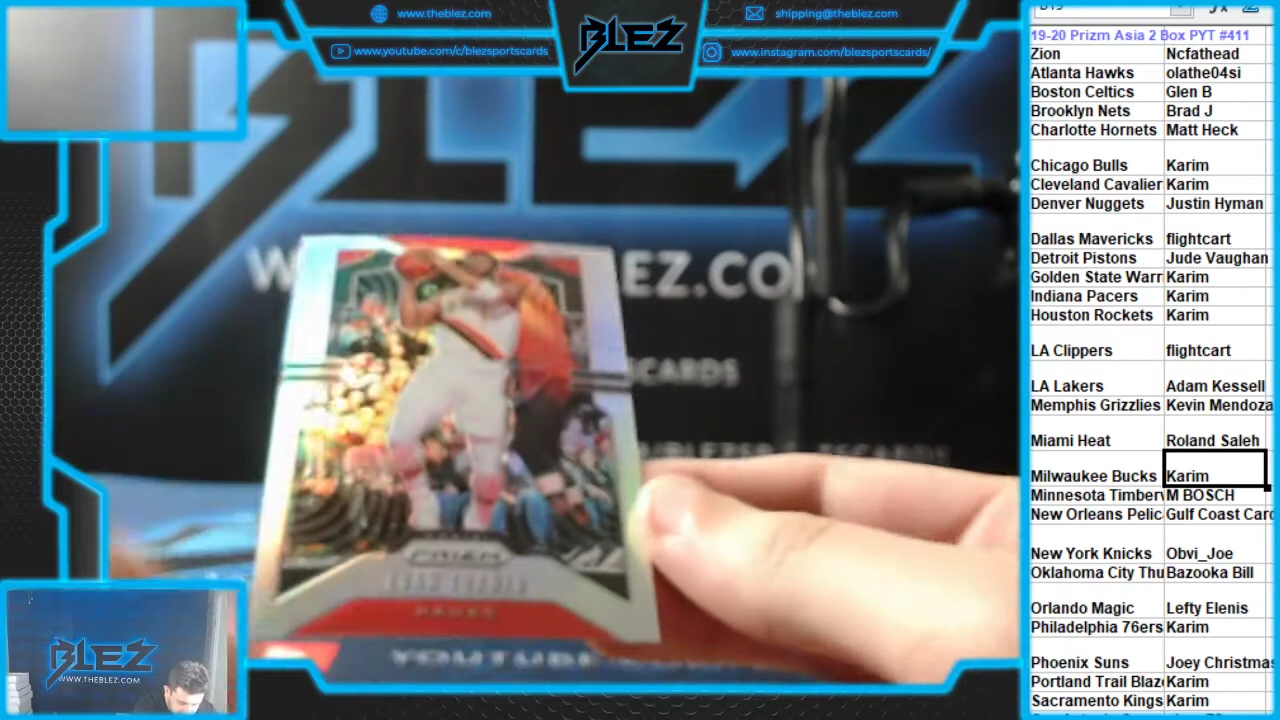 www.theblez.com
www.youtube.com/c/blezsportscards
BLEZ
shipping@theblez.com
www.instagram.com/blezsportscards/
19-20 Prizm Asia 2 Box PYT #411
Zion Ncfathead
Atlanta Hawks olathe04si
Boston Celtics Glen B
Brooklyn Nets Brad J
Charlotte Hornets Matt Heck
Chicago Bulls Karim
Cleveland Cavalier Karim
Denver Nuggets Justin Hyman
Dallas Mavericks flightcart
Detroit Pistons Jude Vaughan
Golden State Warr Karim
Indiana Pacers Karim
Houston Rockets Karim
LA Clippers flightcart
LA Lakers Adam Kessell
Memphis Grizzlies Kevin Mendoza
Miami Heat Roland Saleh
Milwaukee Bucks Karim
Minnesota Timberv M BOSCH
New Orleans Pelic Gulf Coast Card
New York Knicks Obvi_Joe
Oklahoma City Thu Bazooka Bill
Orlando Magic Lefty Elenis
Philadelphia 76ers Karim
Phoenix Suns Joey Christmas
Portland Trail Blaz Karim
Sacramento Kings Karim
BLEZ
W LEZ.CO
SCARDS
PRIZM
HAWKS
YOUTUBE
BLEZ
WWW.THEBLEZ.COM